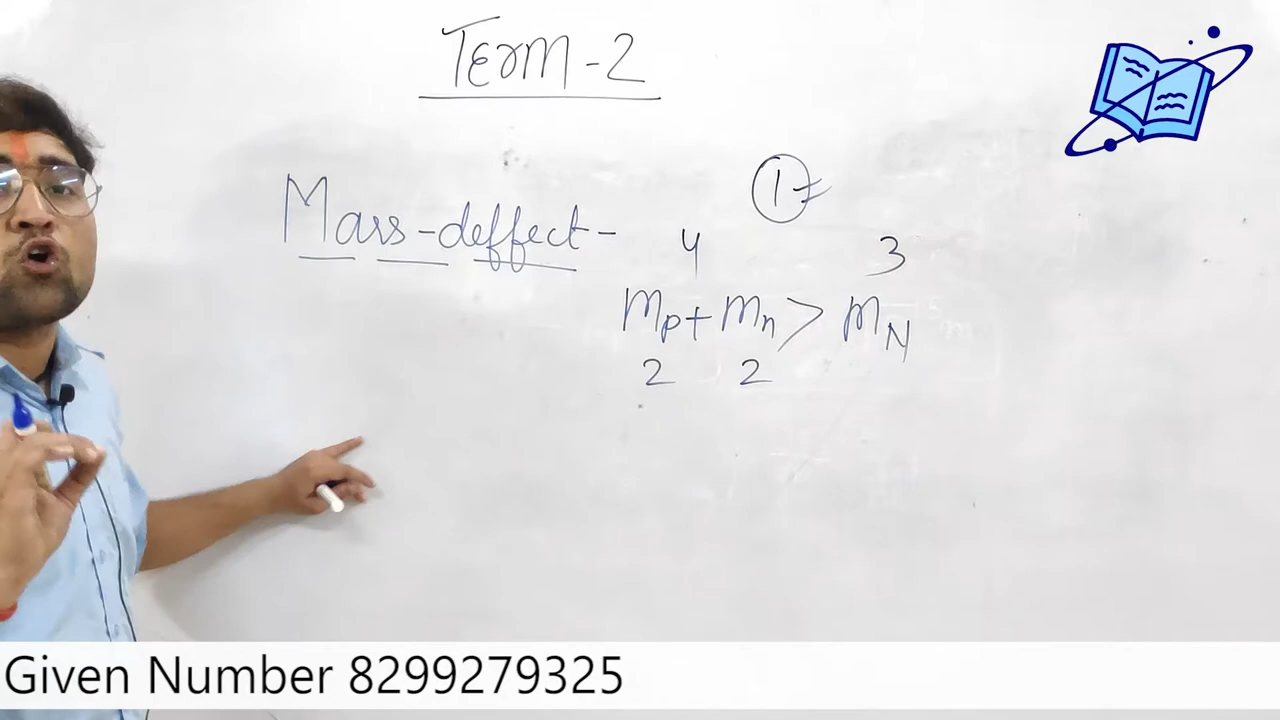 Term-2
1
Mass-deffect-
4 3
mp + mn > mN
2 2
Given Number 8299279325